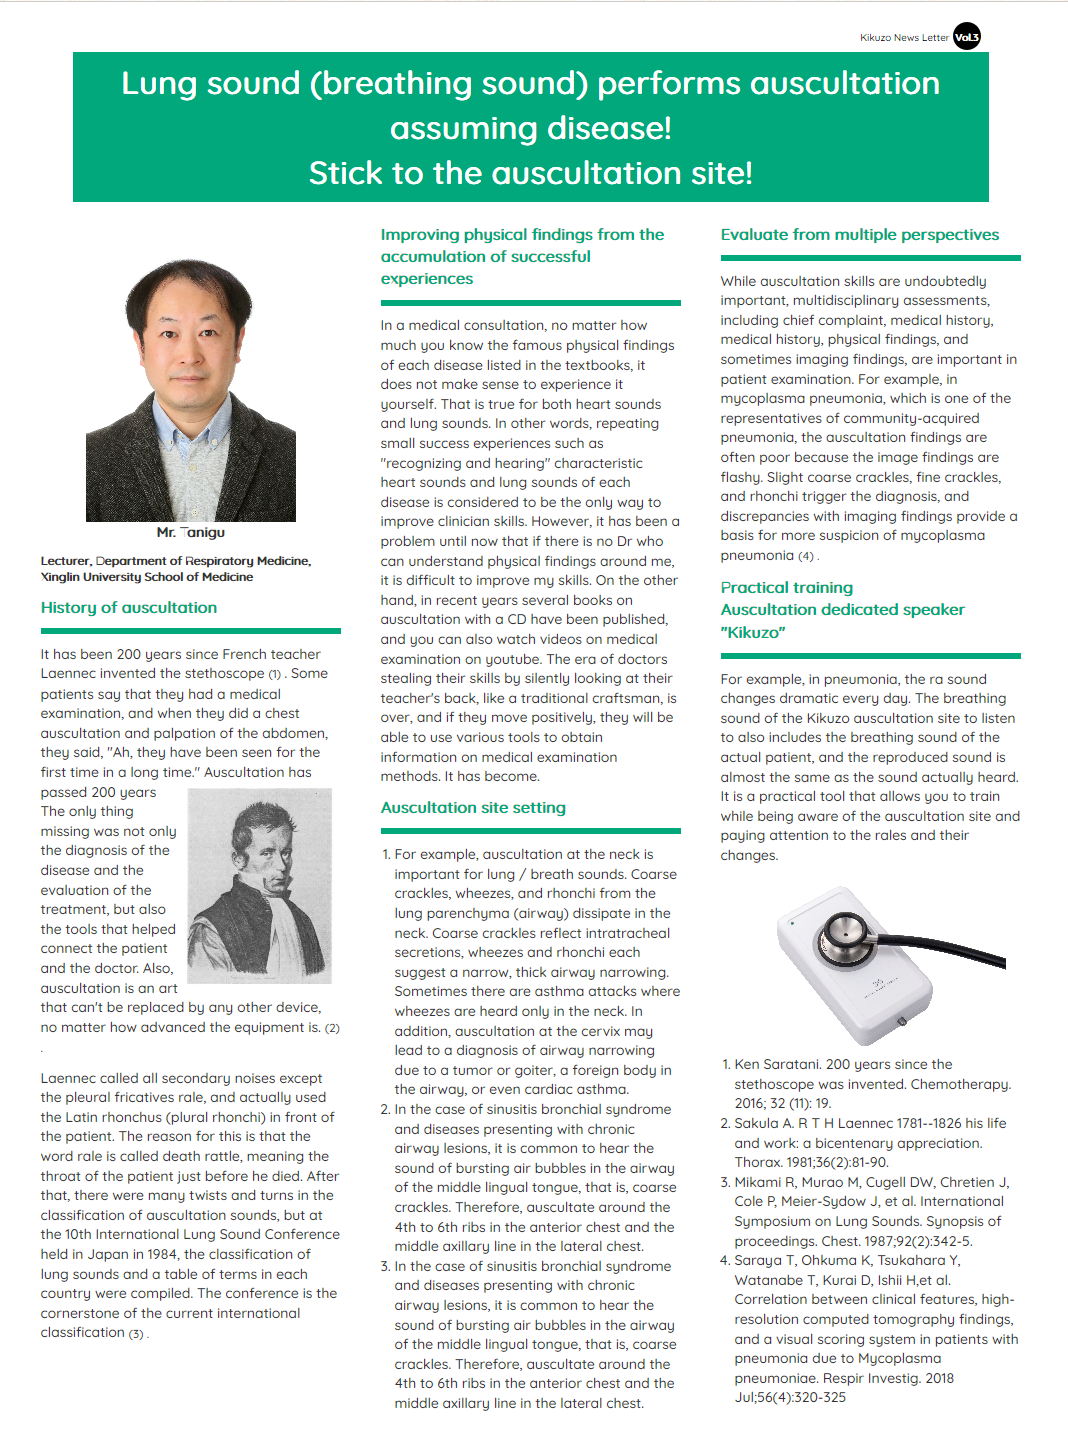 Kikuzo News Letter Vol.3
Lung sound (breathing sound) performs auscultation
assuming disease!
Stick to the auscultation site!
Mr. Tanigu
Lecturer, Department of Respiratory Medicine,
Xinglin University School of Medicine
History of auscultation
It has been 200 years since French teacher
Laennec invented the stethoscope (1) . Some
patients say that they had a medical
examination, and when they did a chest
auscultation and palpation of the abdomen,
they said, "Ah, they have been seen for the
first time in a long time." Auscultation has
passed 200 years
The only thing
missing was not only
the diagnosis of the
disease and the
evaluation of the
treatment, but also
the tools that helped
connect the patient
and the doctor. Also,
auscultation is an art
that can't be replaced by any other device,
no matter how advanced the equipment is. (2)
.
Laennec called all secondary noises except
the pleural fricatives rale, and actually used
the Latin rhonchus (plural rhonchi) in front of
the patient. The reason for this is that the
word rale is called death rattle, meaning the
throat of the patient just before he died. After
that, there were many twists and turns in the
classification of auscultation sounds, but at
the 10th International Lung Sound Conference
held in Japan in 1984, the classification of
lung sounds and a table of terms in each
country were compiled. The conference is the
cornerstone of the current international
classification (3) .
Improving physical findings from the
accumulation of successful
experiences
In a medical consultation, no matter how
much you know the famous physical findings
of each disease listed in the textbooks, it
does not make sense to experience it
yourself. That is true for both heart sounds
and lung sounds. In other words, repeating
small success experiences such as
"recognizing and hearing" characteristic
heart sounds and lung sounds of each
disease is considered to be the only way to
improve clinician skills. However, it has been a
problem until now that if there is no Dr who
can understand physical findings around me,
it is difficult to improve my skills. On the other
hand, in recent years several books on
auscultation with a CD have been published,
and you can also watch videos on medical
examination on youtube. The era of doctors
stealing their skills by silently looking at their
teacher's back, like a traditional craftsman, is
over, and if they move positively, they will be
able to use various tools to obtain
information on medical examination
methods. It has become.
Auscultation site setting
1. For example, auscultation at the neck is
important for lung / breath sounds. Coarse
crackles, wheezes, and rhonchi from the
lung parenchyma (airway) dissipate in the
neck. Coarse crackles reflect intratracheal
secretions, wheezes and rhonchi each
suggest a narrow, thick airway narrowing.
Sometimes there are asthma attacks where
wheezes are heard only in the neck. In
addition, auscultation at the cervix may
lead to a diagnosis of airway narrowing
due to a tumor or goiter, a foreign body in
the airway, or even cardiac asthma.
2. In the case of sinusitis bronchial syndrome
and diseases presenting with chronic
airway lesions, it is common to hear the
sound of bursting air bubbles in the airway
of the middle lingual tongue, that is, coarse
crackles. Therefore, auscultate around the
4th to 6th ribs in the anterior chest and the
middle axillary line in the lateral chest.
3. In the case of sinusitis bronchial syndrome
and diseases presenting with chronic
airway lesions, it is common to hear the
sound of bursting air bubbles in the airway
of the middle lingual tongue, that is, coarse
crackles. Therefore, auscultate around the
4th to 6th ribs in the anterior chest and the
middle axillary line in the lateral chest.
Evaluate from multiple perspectives
While auscultation skills are undoubtedly
important, multidisciplinary assessments,
including chief complaint, medical history,
medical history, physical findings, and
sometimes imaging findings, are important in
patient examination. For example, in
mycoplasma pneumonia, which is one of the
representatives of community-acquired
pneumonia, the auscultation findings are
often poor because the image findings are
flashy. Slight coarse crackles, fine crackles,
and rhonchi trigger the diagnosis, and
discrepancies with imaging findings provide a
basis for more suspicion of mycoplasma
pneumonia (4) .
Practical training
Auscultation dedicated speaker
"Kikuzo"
For example, in pneumonia, the ra sound
changes dramatic every day. The breathing
sound of the Kikuzo auscultation site to listen
to also includes the breathing sound of the
actual patient, and the reproduced sound is
almost the same as the sound actually heard.
It is a practical tool that allows you to train
while being aware of the auscultation site and
paying attention to the rales and their
changes.
1. Ken Saratani. 200 years since the
stethoscope was invented. Chemotherapy.
2016; 32 (11): 19.
2. Sakula A. R T H Laennec 1781--1826 his life
and work: a bicentenary appreciation.
Thorax. 1981;36(2):81-90.
3. Mikami R, Murao M, Cugell DW, Chretien J,
Cole P, Meier-Sydow J, et al. International
Symposium on Lung Sounds. Synopsis of
proceedings. Chest. 1987;92(2):342-5.
4. Saraya T, Ohkuma K, Tsukahara Y,
Watanabe T, Kurai D, Ishii H,et al.
Correlation between clinical features, high-
resolution computed tomography findings,
and a visual scoring system in patients with
pneumonia due to Mycoplasma
pneumoniae. Respir Investig. 2018
Jul;56(4):320-325